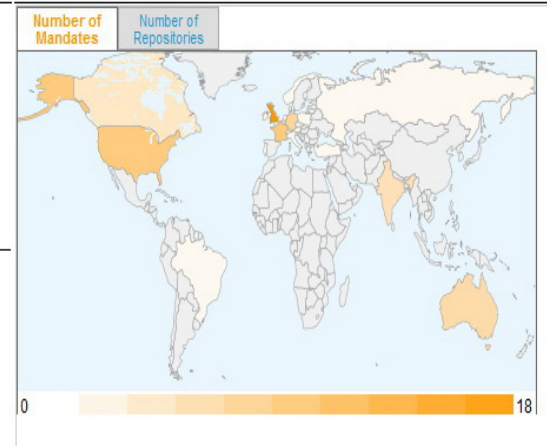 Number of
Mandates
Number of
Repositories
0
18